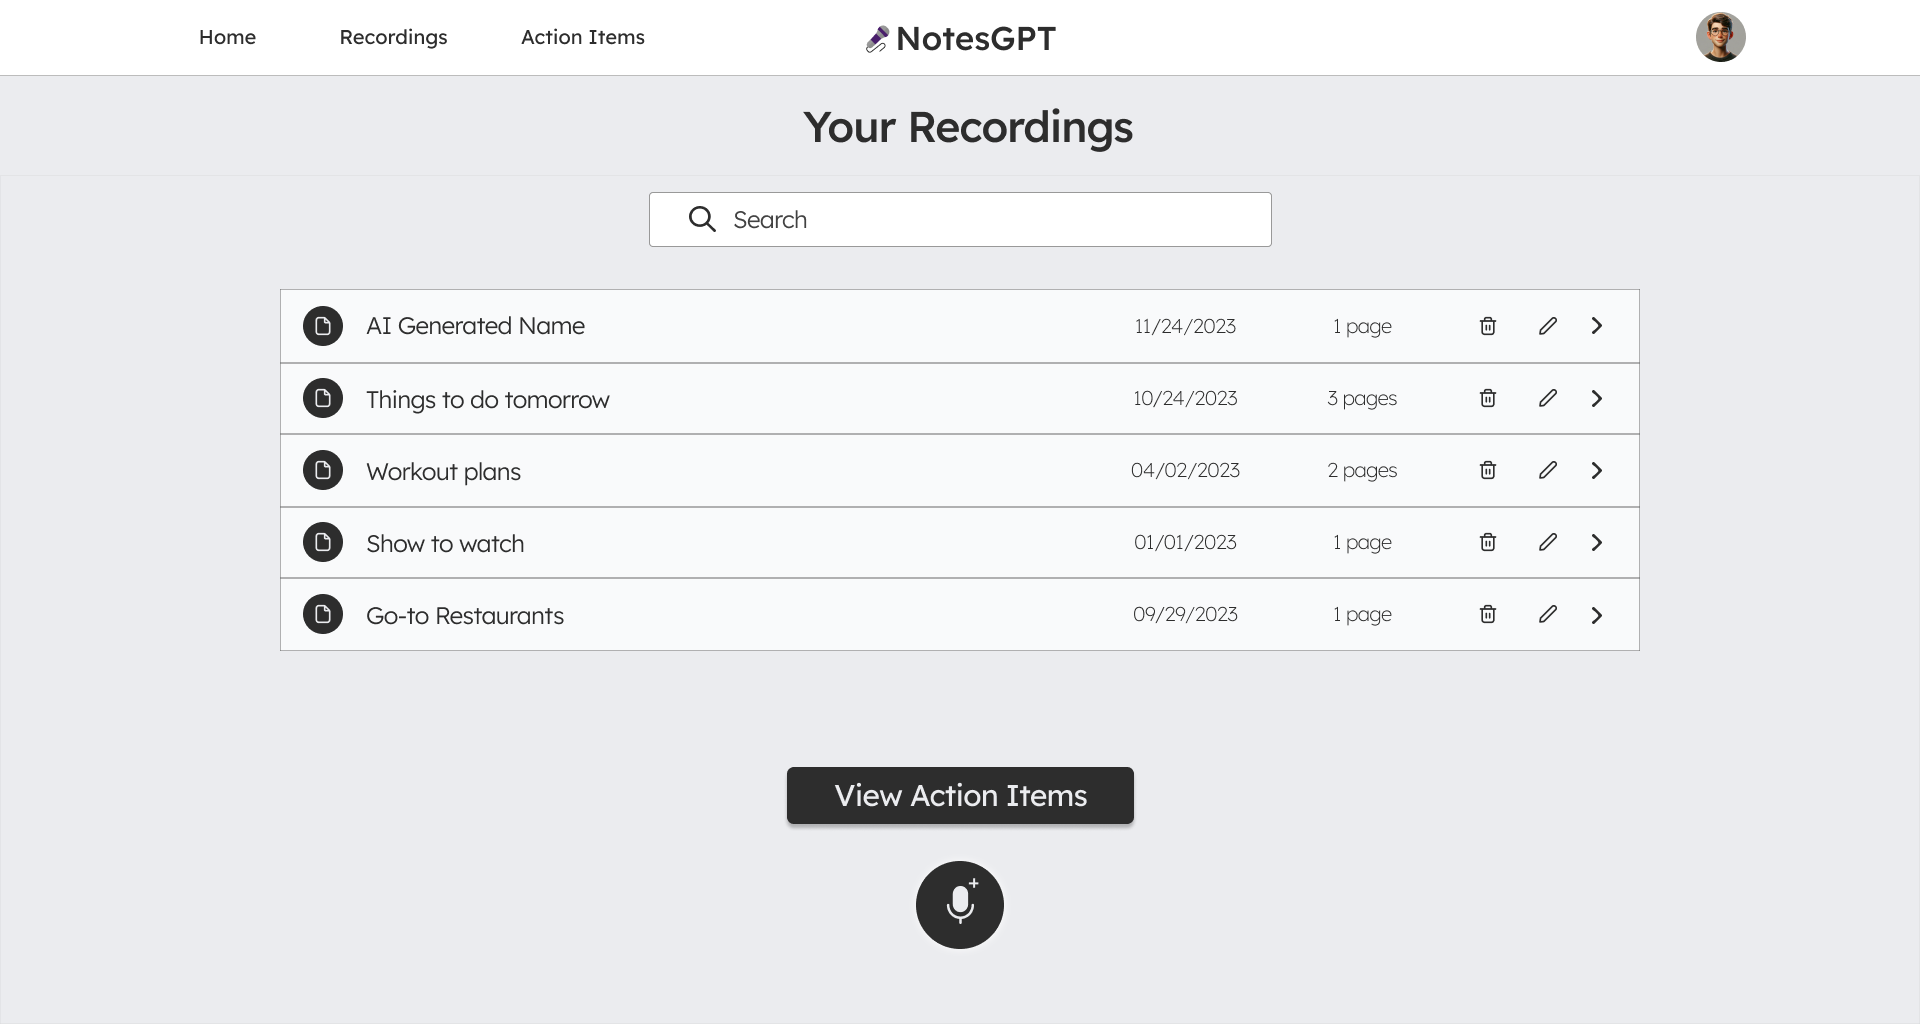 Home Recordings Action Items NotesGPT
Your Recordings
Search
AI Generated Name 11/24/2023 1 page
Things to do tomorrow 10/24/2023 3 pages
Workout plans 04/02/2023 2 pages
Show to watch 01/01/2023 1 page
Go-to Restaurants 09/29/2023 1 page
View Action Items